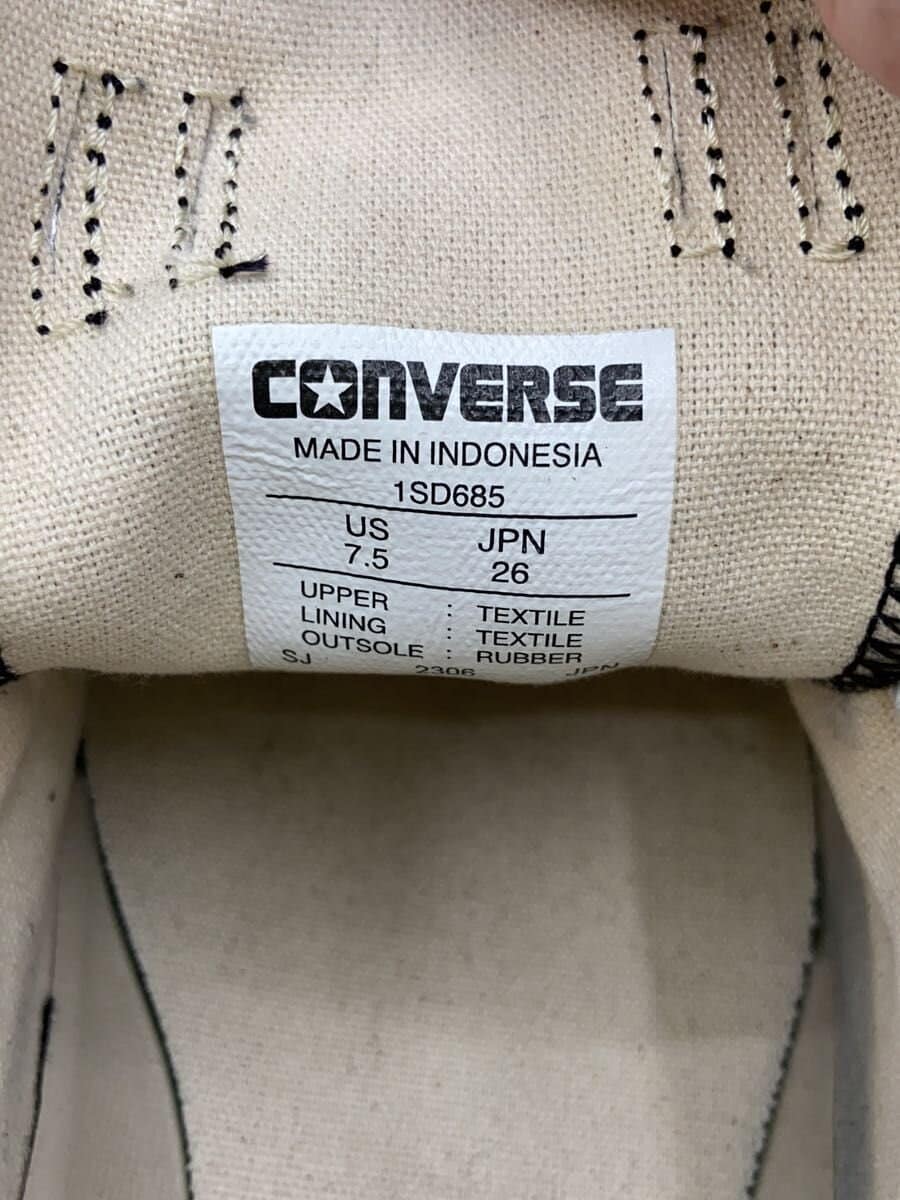 CONVERSE
MADE IN INDONESIA
1SD685
US JPN
7.5 26
UPPER : TEXTILE
LINING : TEXTILE
OUTSOLE : RUBBER
SJ 2306 JPN